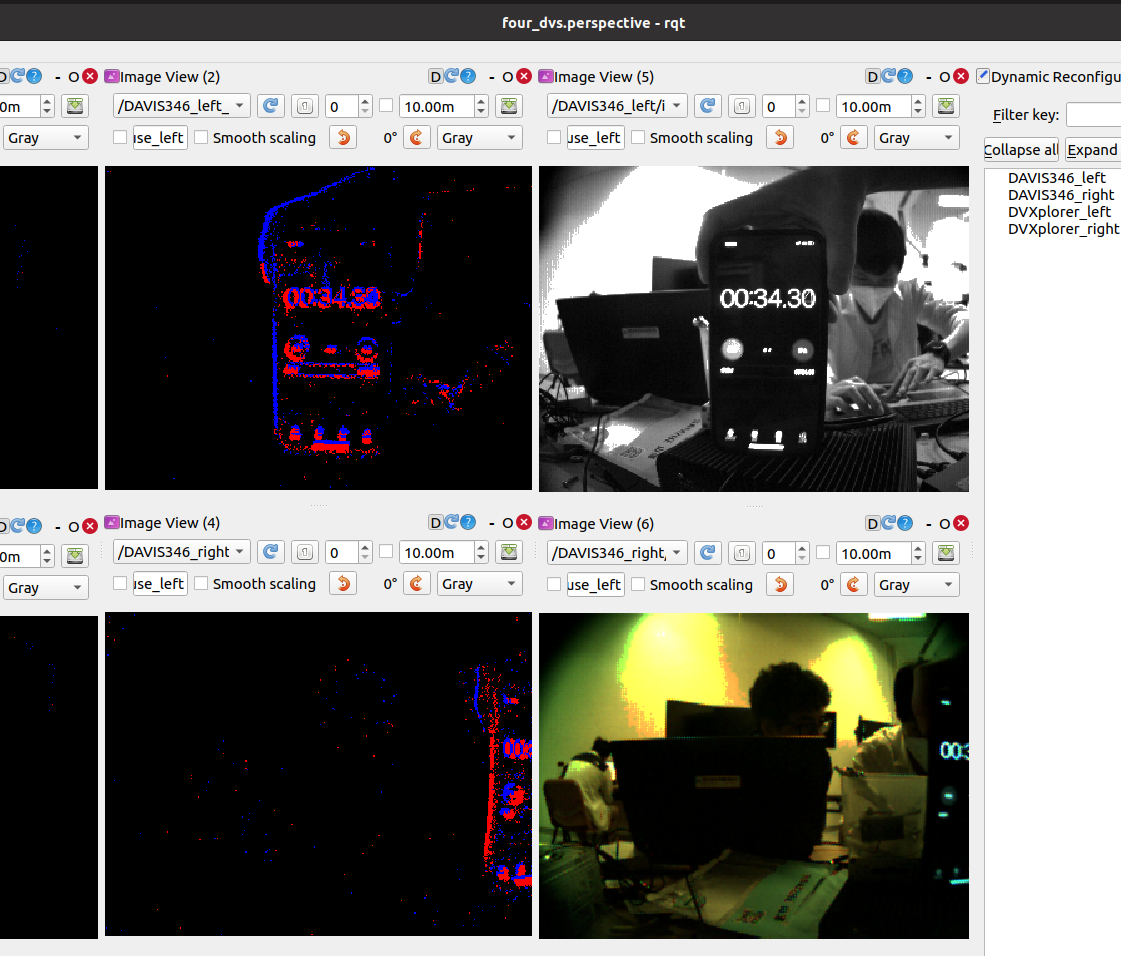 four_dvs.perspective - rqt
D ? - O Image View (2) D ? - O Image View (5) D ? - O Dynamic Reconfigu
0m /DAVIS346_left_ 0 10.00m /DAVIS346_left/i 0 10.00m Filter key:
Gray use_left Smooth scaling 0° Gray use_left Smooth scaling 0° Gray Collapse all Expand
DAVIS346_left
DAVIS346_right
DVXplorer_left
DVXplorer_right
00:34.30 00:34.30
D ? - O Image View (4) D ? - O Image View (6) D ? - O
0m /DAVIS346_right 0 10.00m /DAVIS346_right, 0 10.00m
Gray use_left Smooth scaling 0° Gray use_left Smooth scaling 0° Gray
00:3